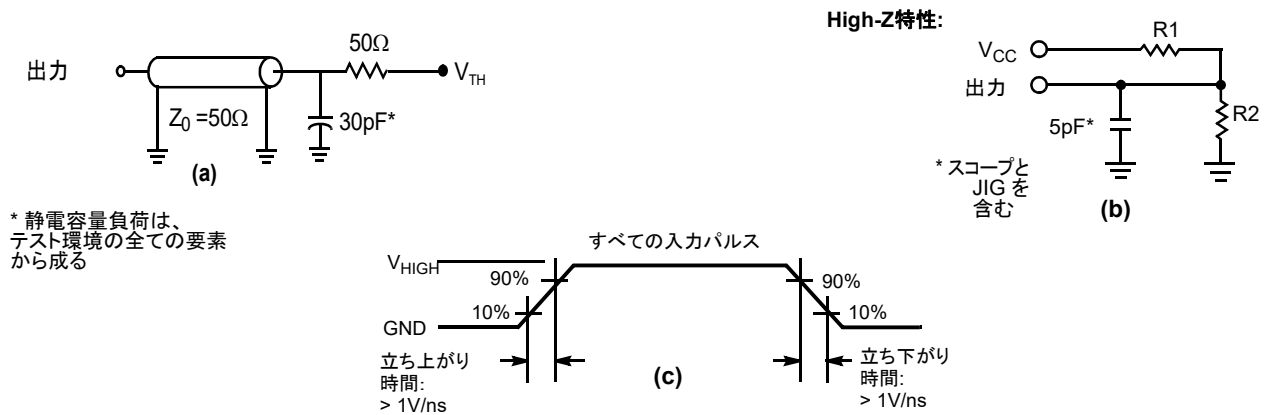 High-Z特性:
50Ω
出力
V_TH
Z_0 =50Ω
30pF*
(a)
* 静電容量負荷は、
テスト環境の全ての要素
から成る
R1
V_CC
出力
5pF*
R2
* スコープと
JIG を
含む
(b)
すべての入力パルス
V_HIGH
90%
90%
10%
10%
GND
立ち上がり
時間:
> 1V/ns
(c)
立ち下がり
時間:
> 1V/ns